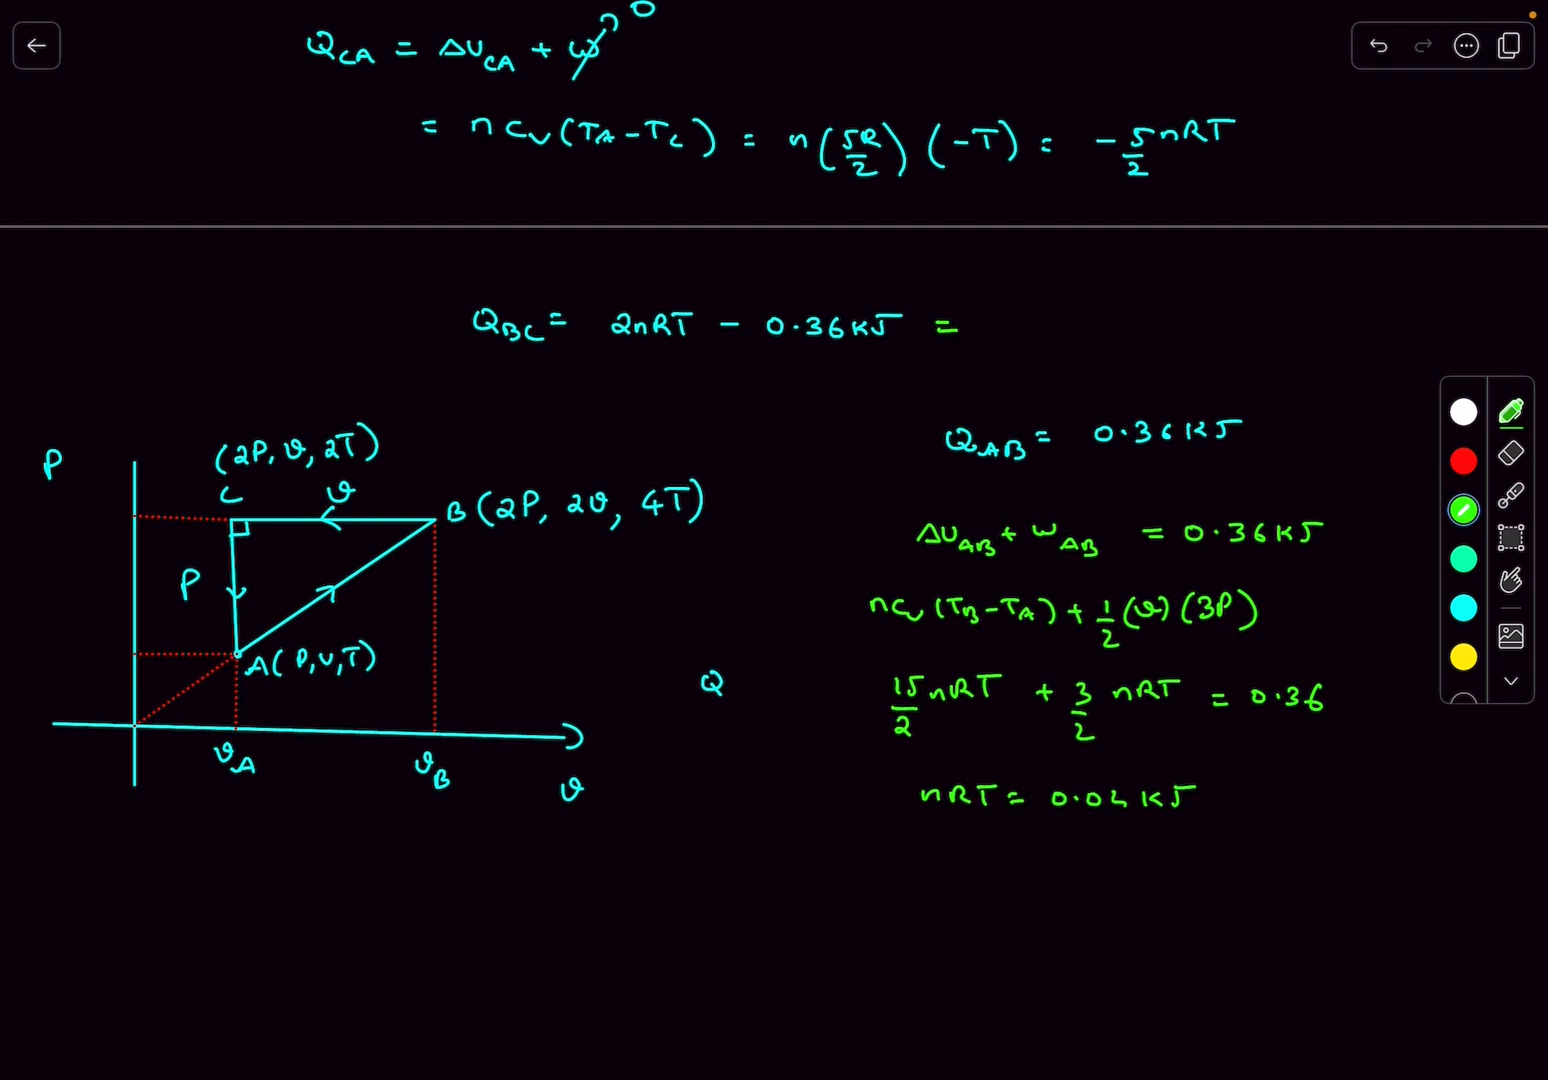 Q_CA = ΔU_CA + ω → 0
= nC_v (T_A - T_C) = n (5R/2) (-T) = - 5/2 nRT
Q_BC = 2nRT - 0.36 KJ =
Q_AB = 0.36 KJ
(2P, v, 2T)
P
C
v
B (2P, 2v, 4T)
ΔU_AB + ω_AB = 0.36 KJ
P
nC_v (T_B - T_A) + 1/2 (v) (3P)
A (P, v, T)
Q
15/2 nRT + 3/2 nRT = 0.36
v_A
v_B
v
nRT = 0.04 KJ